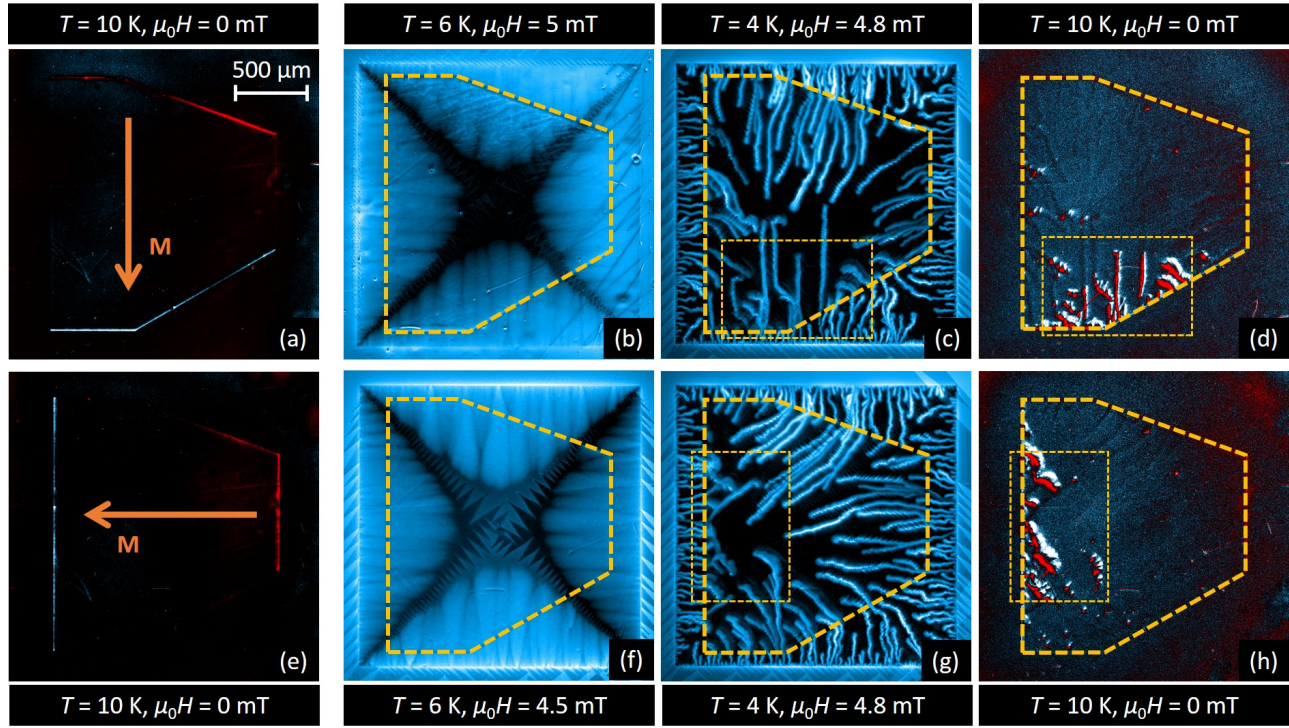 T = 10 K, μ₀H = 0 mT
T = 6 K, μ₀H = 5 mT
T = 4 K, μ₀H = 4.8 mT
T = 10 K, μ₀H = 0 mT
500 μm
M
(a)
(b)
(c)
(d)
M
(e)
(f)
(g)
(h)
T = 10 K, μ₀H = 0 mT
T = 6 K, μ₀H = 4.5 mT
T = 4 K, μ₀H = 4.8 mT
T = 10 K, μ₀H = 0 mT